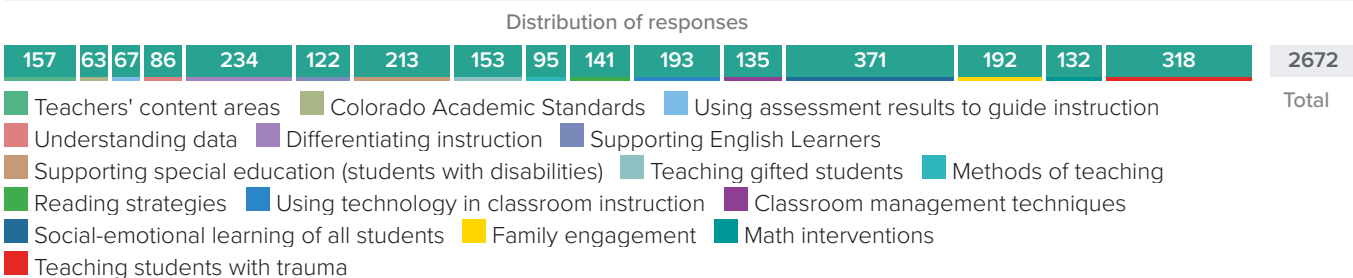 Distribution of responses
157 63 67 86 234 122 213 153 95 141 193 135 371 192 132 318 2672
Total
Teachers' content areas Colorado Academic Standards Using assessment results to guide instruction
Understanding data Differentiating instruction Supporting English Learners
Supporting special education (students with disabilities) Teaching gifted students Methods of teaching
Reading strategies Using technology in classroom instruction Classroom management techniques
Social-emotional learning of all students Family engagement Math interventions
Teaching students with trauma